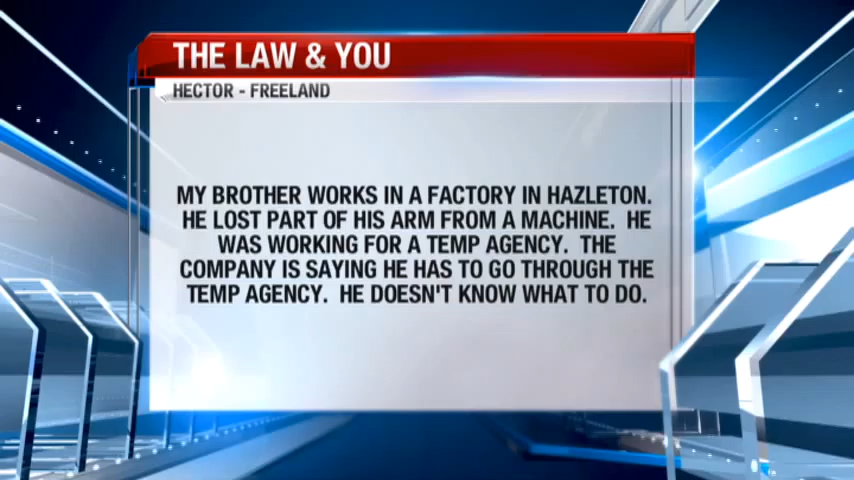 THE LAW & YOU
HECTOR - FREELAND
MY BROTHER WORKS IN A FACTORY IN HAZLETON.
HE LOST PART OF HIS ARM FROM A MACHINE. HE
WAS WORKING FOR A TEMP AGENCY. THE
COMPANY IS SAYING HE HAS TO GO THROUGH THE
TEMP AGENCY. HE DOESN'T KNOW WHAT TO DO.